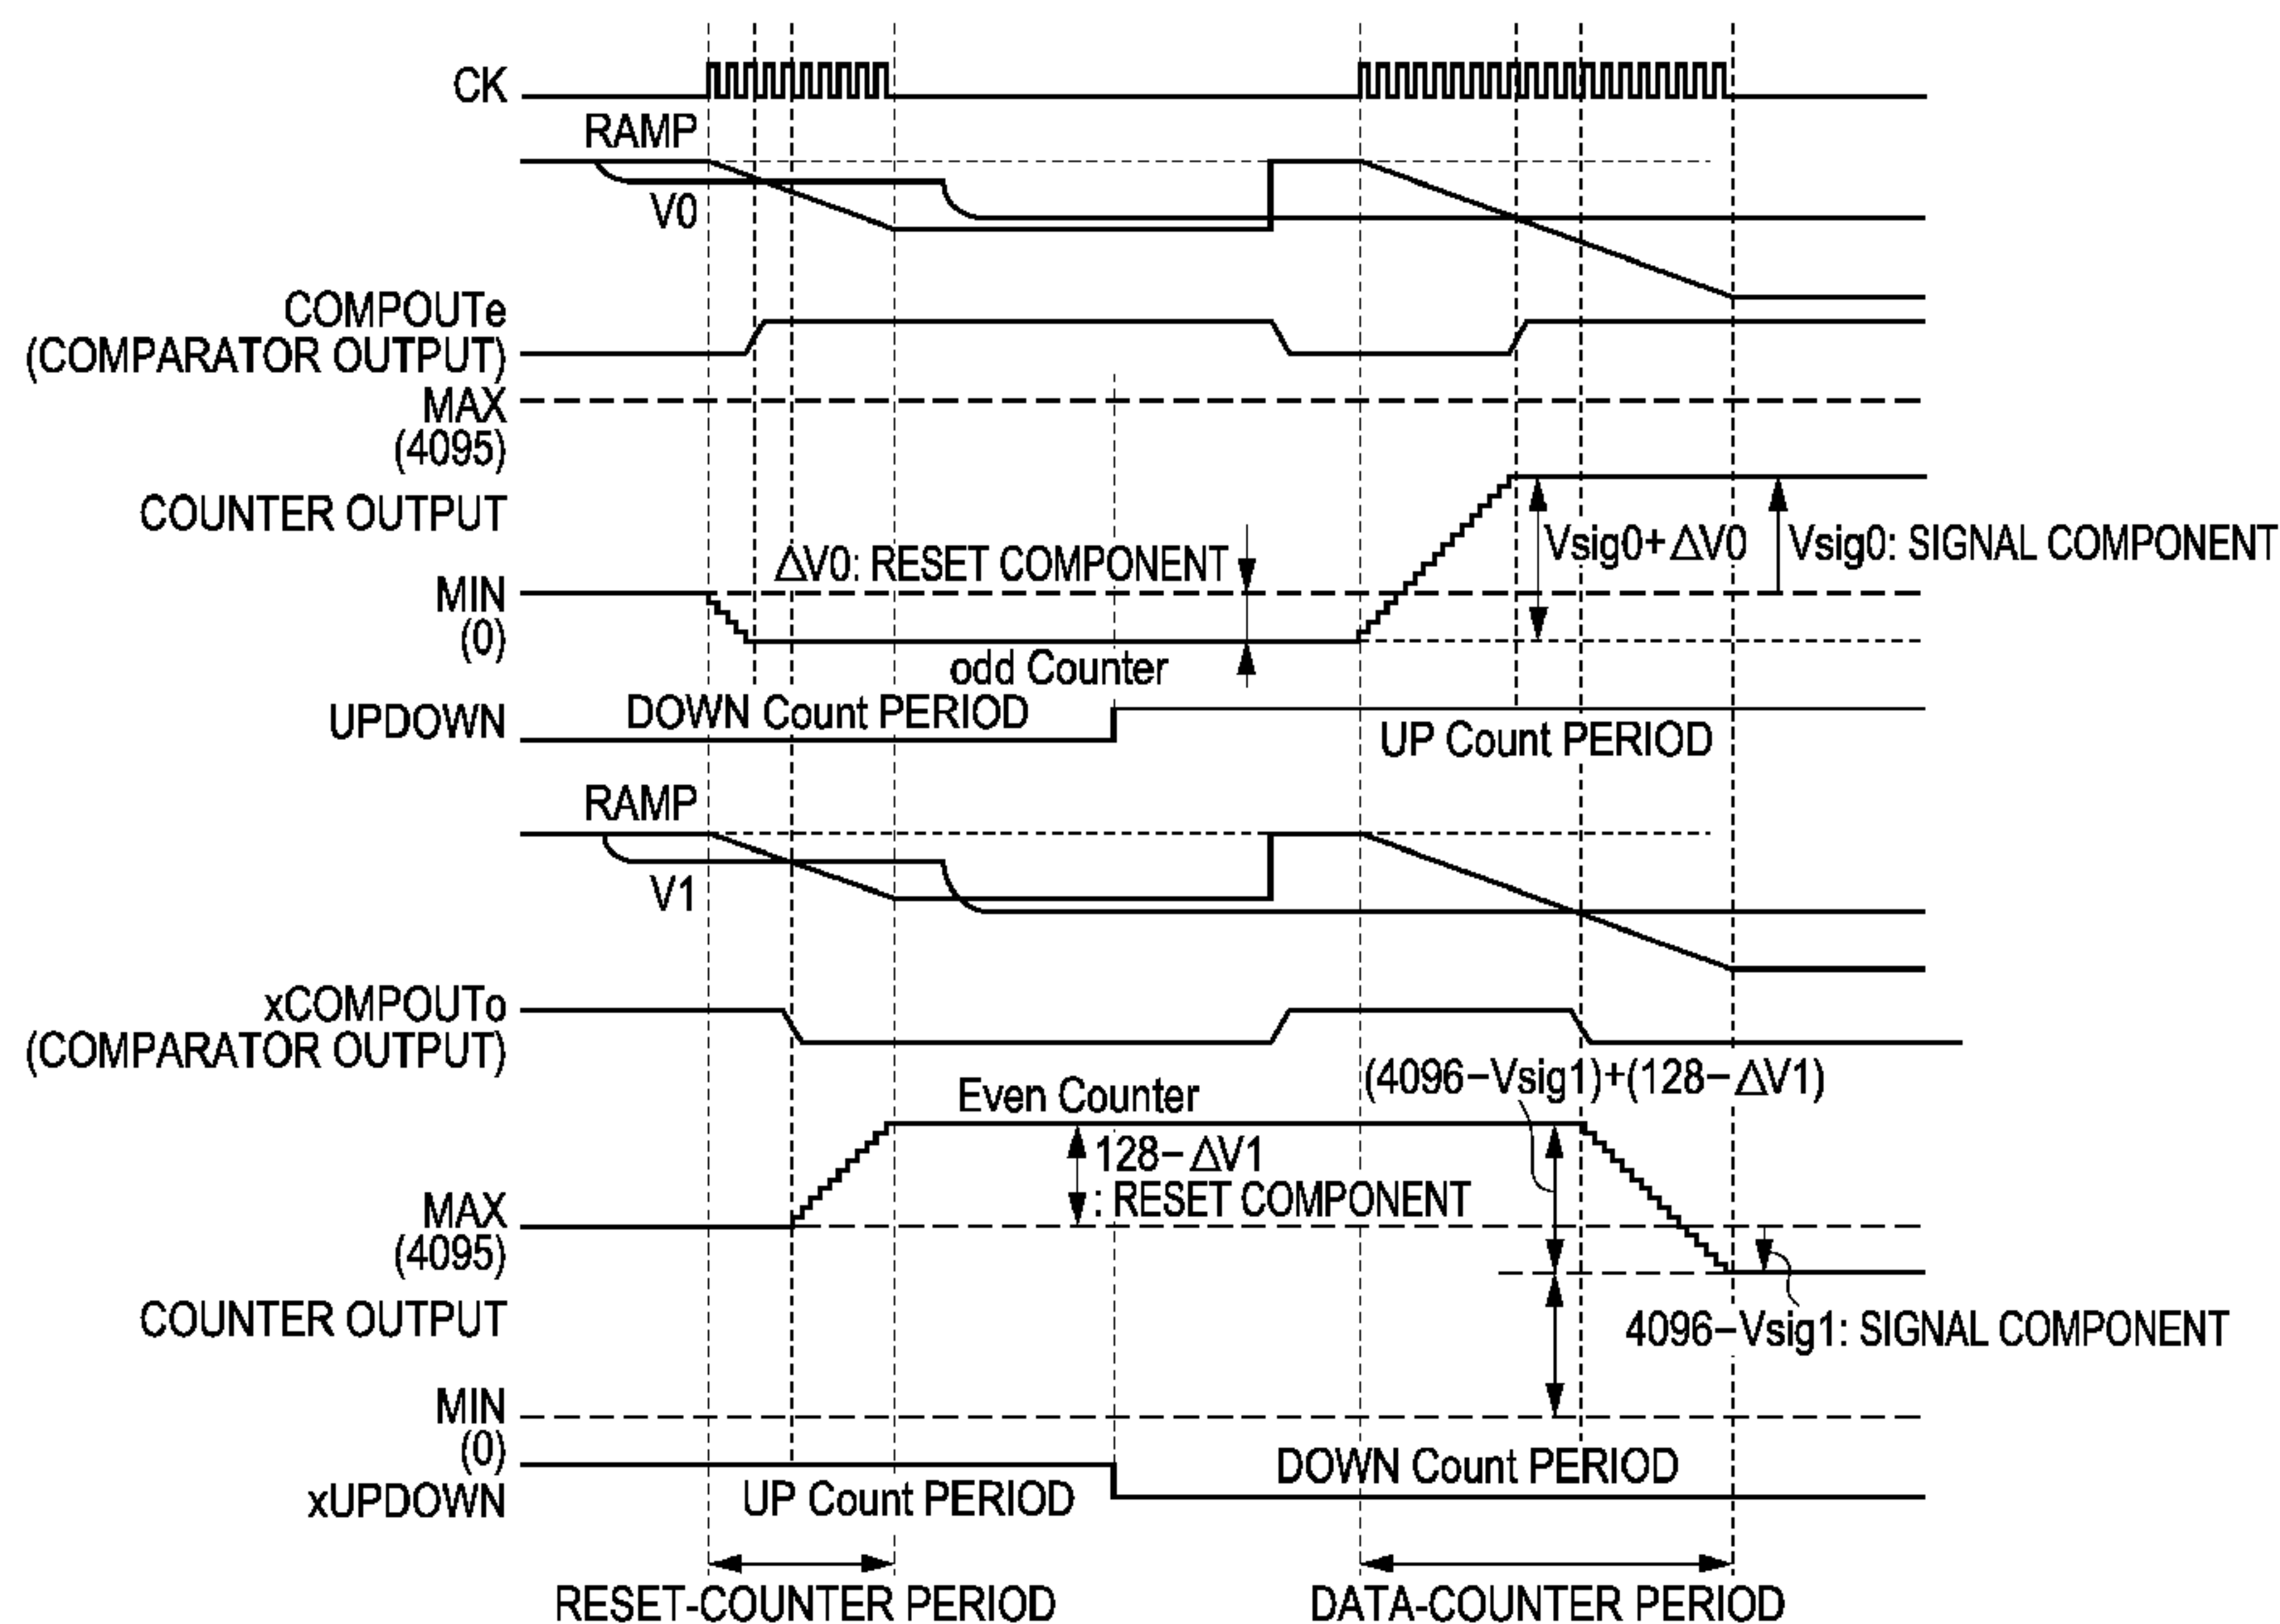 CK
RAMP
V0
COMPOUTe
(COMPARATOR OUTPUT)
MAX
(4095)
COUNTER OUTPUT
Vsig0+ΔV0
Vsig0: SIGNAL COMPONENT
ΔV0: RESET COMPONENT
MIN
(0)
odd Counter
UPDOWN
DOWN Count PERIOD
UP Count PERIOD
RAMP
V1
xCOMPOUTo
(COMPARATOR OUTPUT)
(4096−Vsig1)+(128−ΔV1)
Even Counter
128−ΔV1
: RESET COMPONENT
MAX
(4095)
COUNTER OUTPUT
4096−Vsig1: SIGNAL COMPONENT
MIN
(0)
DOWN Count PERIOD
xUPDOWN
UP Count PERIOD
RESET-COUNTER PERIOD
DATA-COUNTER PERIOD